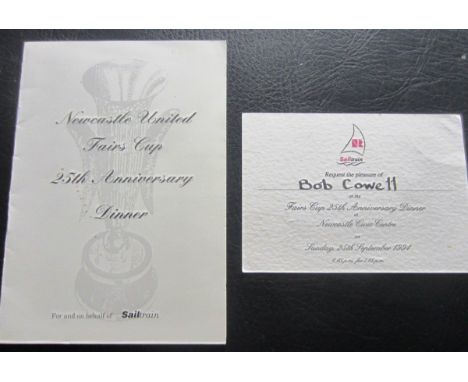 Newcastle United
Fairs Cup
25th Anniversary
Dinner
For and on behalf of Sailtrain
Sailtrain
Request the pleasure of
Bob Cowell
at the
Fairs Cup 25th Anniversary Dinner
at
Newcastle Civic Centre
on
Sunday, 25th September 1994